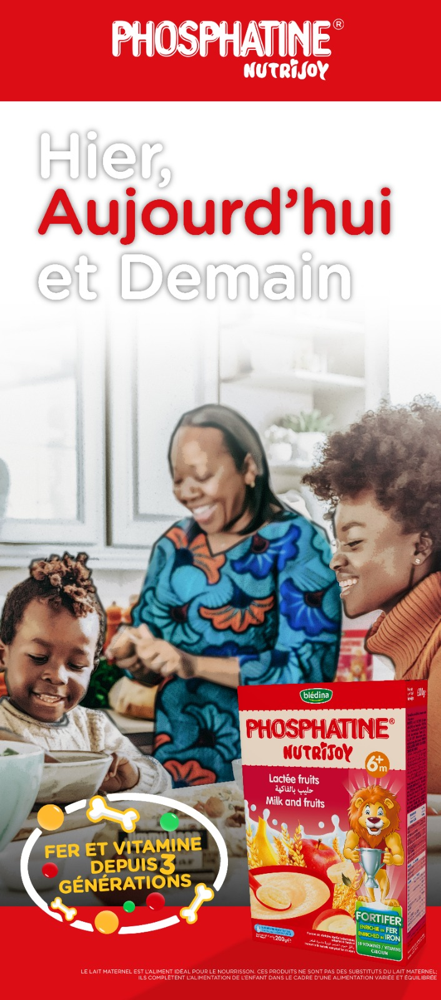 PHOSPHATINE®
NUTRIJOY
Hier,
Aujourd'hui
et Demain
blédina
PHOSPHATINE®
NUTRIJOY
6+m
Lactée fruits
حليب بالفاكهة
Milk and fruits
FER ET VITAMINE
DEPUIS 3
GÉNÉRATIONS
FORTIFER
ENRICHIE EN FER
ENRICHED IN IRON
VITAMINES / VITAMINS
CALCIUM
200g e
LE LAIT MATERNEL EST L'ALIMENT IDÉAL POUR LE NOURRISSON. CES PRODUITS NE SONT PAS DES SUBSTITUTS DU LAIT MATERNEL;
ILS COMPLÈTENT L'ALIMENTATION DE L'ENFANT DANS LE CADRE D'UNE ALIMENTATION VARIÉE ET ÉQUILIBRÉE